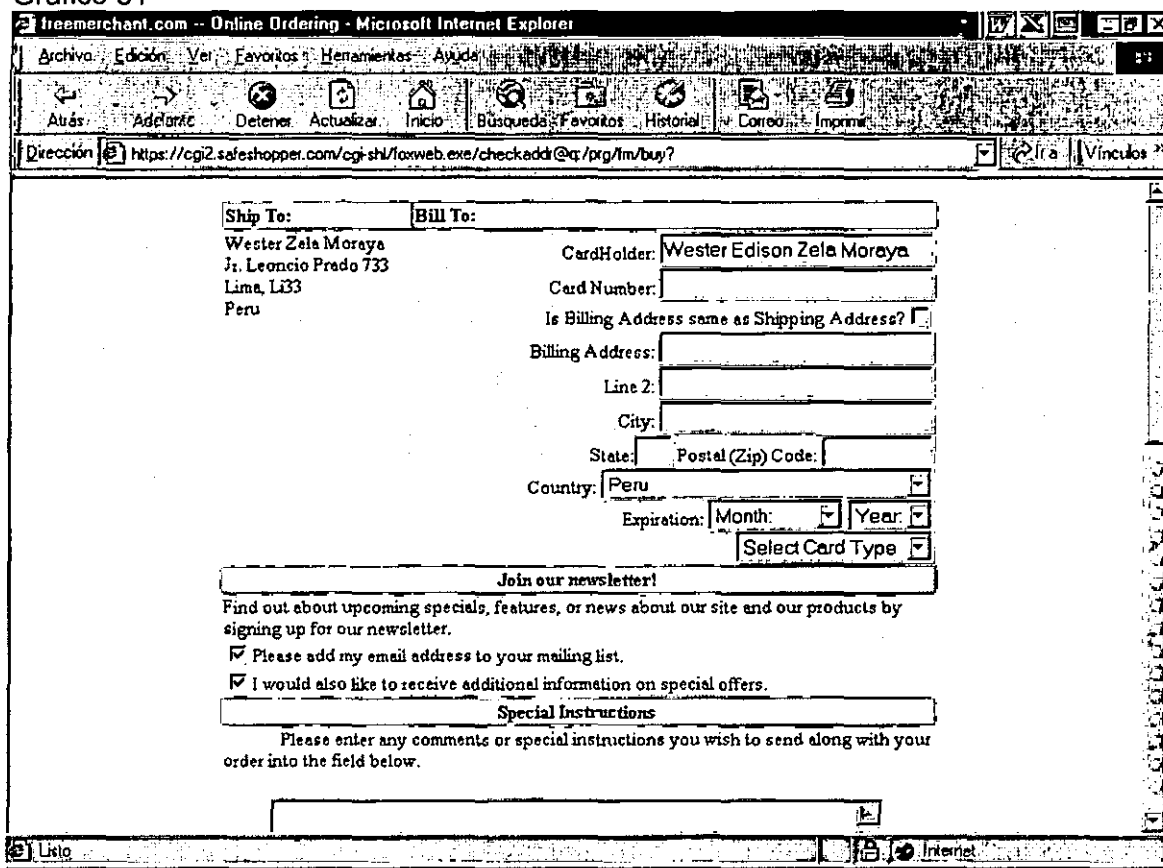 freemerchant.com -- Online Ordering - Microsoft Internet Explorer
Archivo Edición Ver Favoritos Herramientas Ayuda
Atrás Adelante Detener Actualizar Inicio Búsqueda Favoritos Historial Correo Imprimir
Dirección https://cgi2.safeshopper.com/cgi-shl/foxweb.exe/checkaddr@q:/prg/fm/buy? Ir a Vínculos »
Ship To: Bill To:
Wester Zela Moraya
Jr. Leoncio Prado 733
Lima, Li33
Peru
CardHolder: Wester Edison Zela Moraya
Card Number:
Is Billing Address same as Shipping Address?
Billing Address:
Line 2:
City:
State: Postal (Zip) Code:
Country: Peru
Expiration: Month: Year:
Select Card Type
Join our newsletter!
Find out about upcoming specials, features, or news about our site and our products by
signing up for our newsletter.
Please add my email address to your mailing list.
I would also like to receive additional information on special offers.
Special Instructions
Please enter any comments or special instructions you wish to send along with your
order into the field below.
Listo Internet